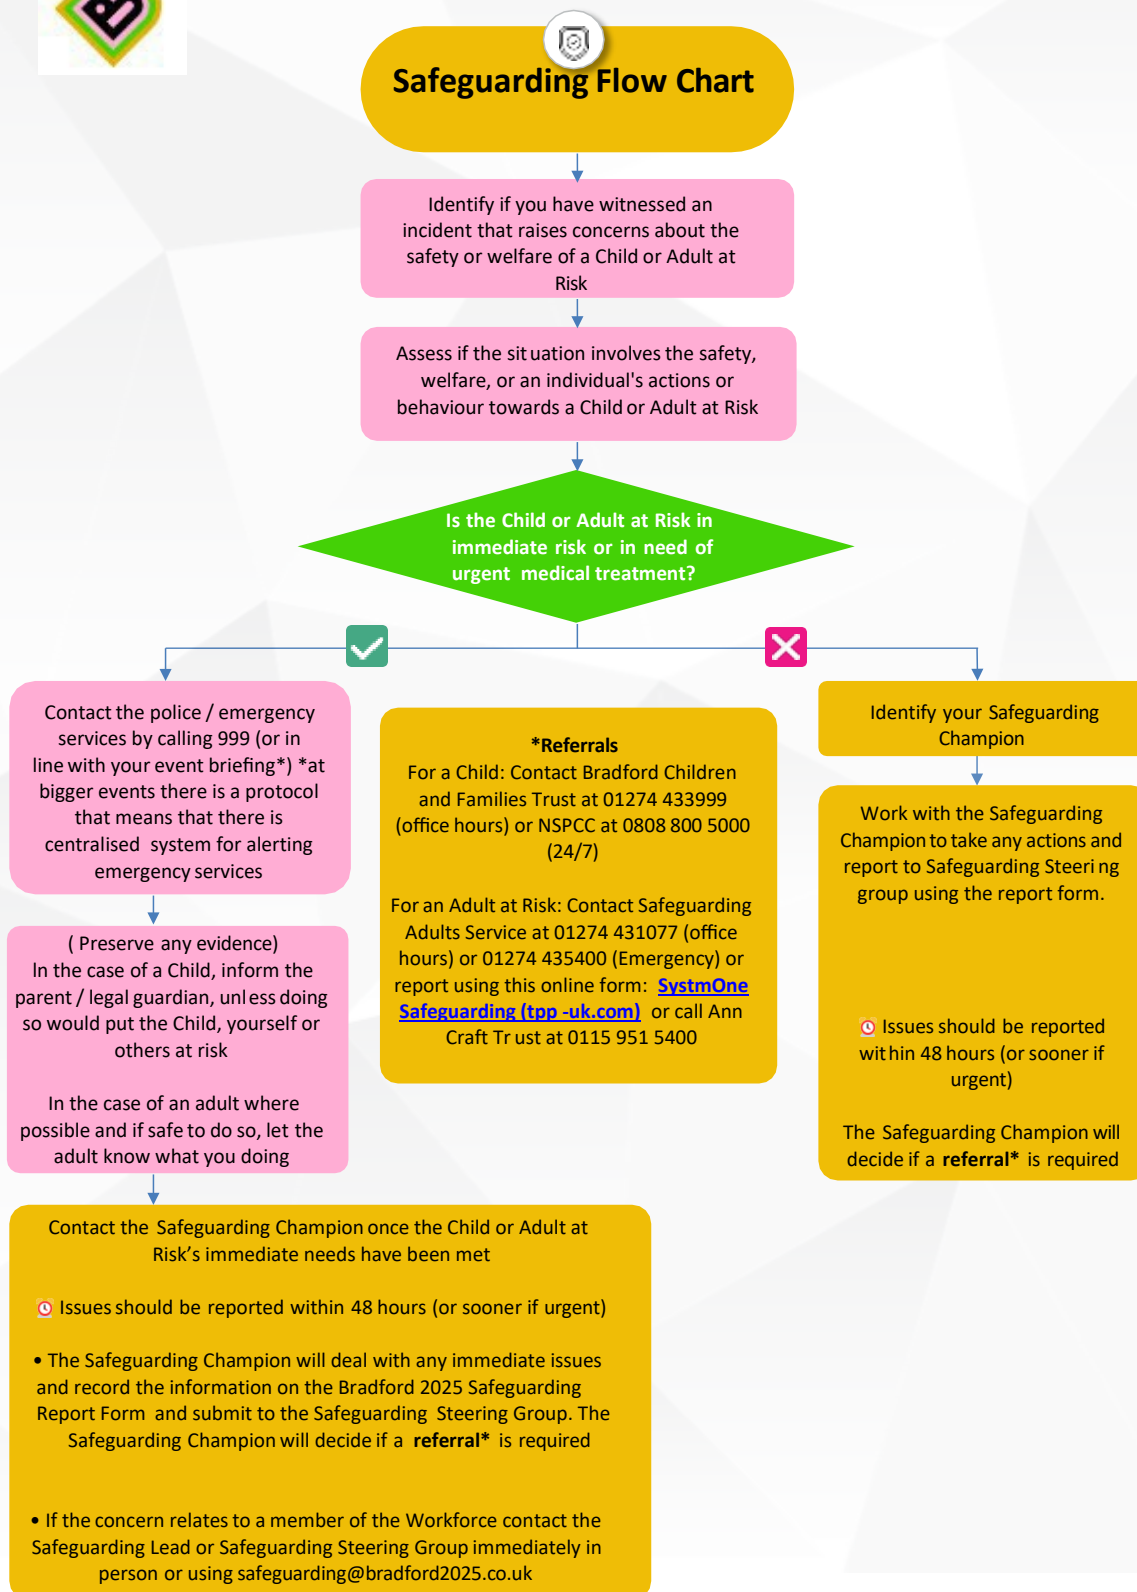 B
Safeguarding Flow Chart
Identify if you have witnessed an
incident that raises concerns about the
safety or welfare of a Child or Adult at
Risk
Assess if the situation involves the safety,
welfare, or an individual's actions or
behaviour towards a Child or Adult at Risk
Is the Child or Adult at Risk in
immediate risk or in need of
urgent medical treatment?
Contact the police / emergency
services by calling 999 (or in
line with your event briefing*) *at
bigger events there is a protocol
that means that there is
centralised system for alerting
emergency services
( Preserve any evidence)
In the case of a Child, inform the
parent / legal guardian, unless doing
so would put the Child, yourself or
others at risk
In the case of an adult where
possible and if safe to do so, let the
adult know what you doing
*Referrals
For a Child: Contact Bradford Children
and Families Trust at 01274 433999
(office hours) or NSPCC at 0808 800 5000
(24/7)
For an Adult at Risk: Contact Safeguarding
Adults Service at 01274 431077 (office
hours) or 01274 435400 (Emergency) or
report using this online form: SystmOne
Safeguarding (tpp -uk.com) or call Ann
Craft Tr ust at 0115 951 5400
Identify your Safeguarding
Champion
Work with the Safeguarding
Champion to take any actions and
report to Safeguarding Steeri ng
group using the report form.
Issues should be reported
within 48 hours (or sooner if
urgent)
The Safeguarding Champion will
decide if a referral* is required
Contact the Safeguarding Champion once the Child or Adult at
Risk’s immediate needs have been met
Issues should be reported within 48 hours (or sooner if urgent)
• The Safeguarding Champion will deal with any immediate issues
and record the information on the Bradford 2025 Safeguarding
Report Form and submit to the Safeguarding Steering Group. The
Safeguarding Champion will decide if a referral* is required
• If the concern relates to a member of the Workforce contact the
Safeguarding Lead or Safeguarding Steering Group immediately in
person or using safeguarding@bradford2025.co.uk